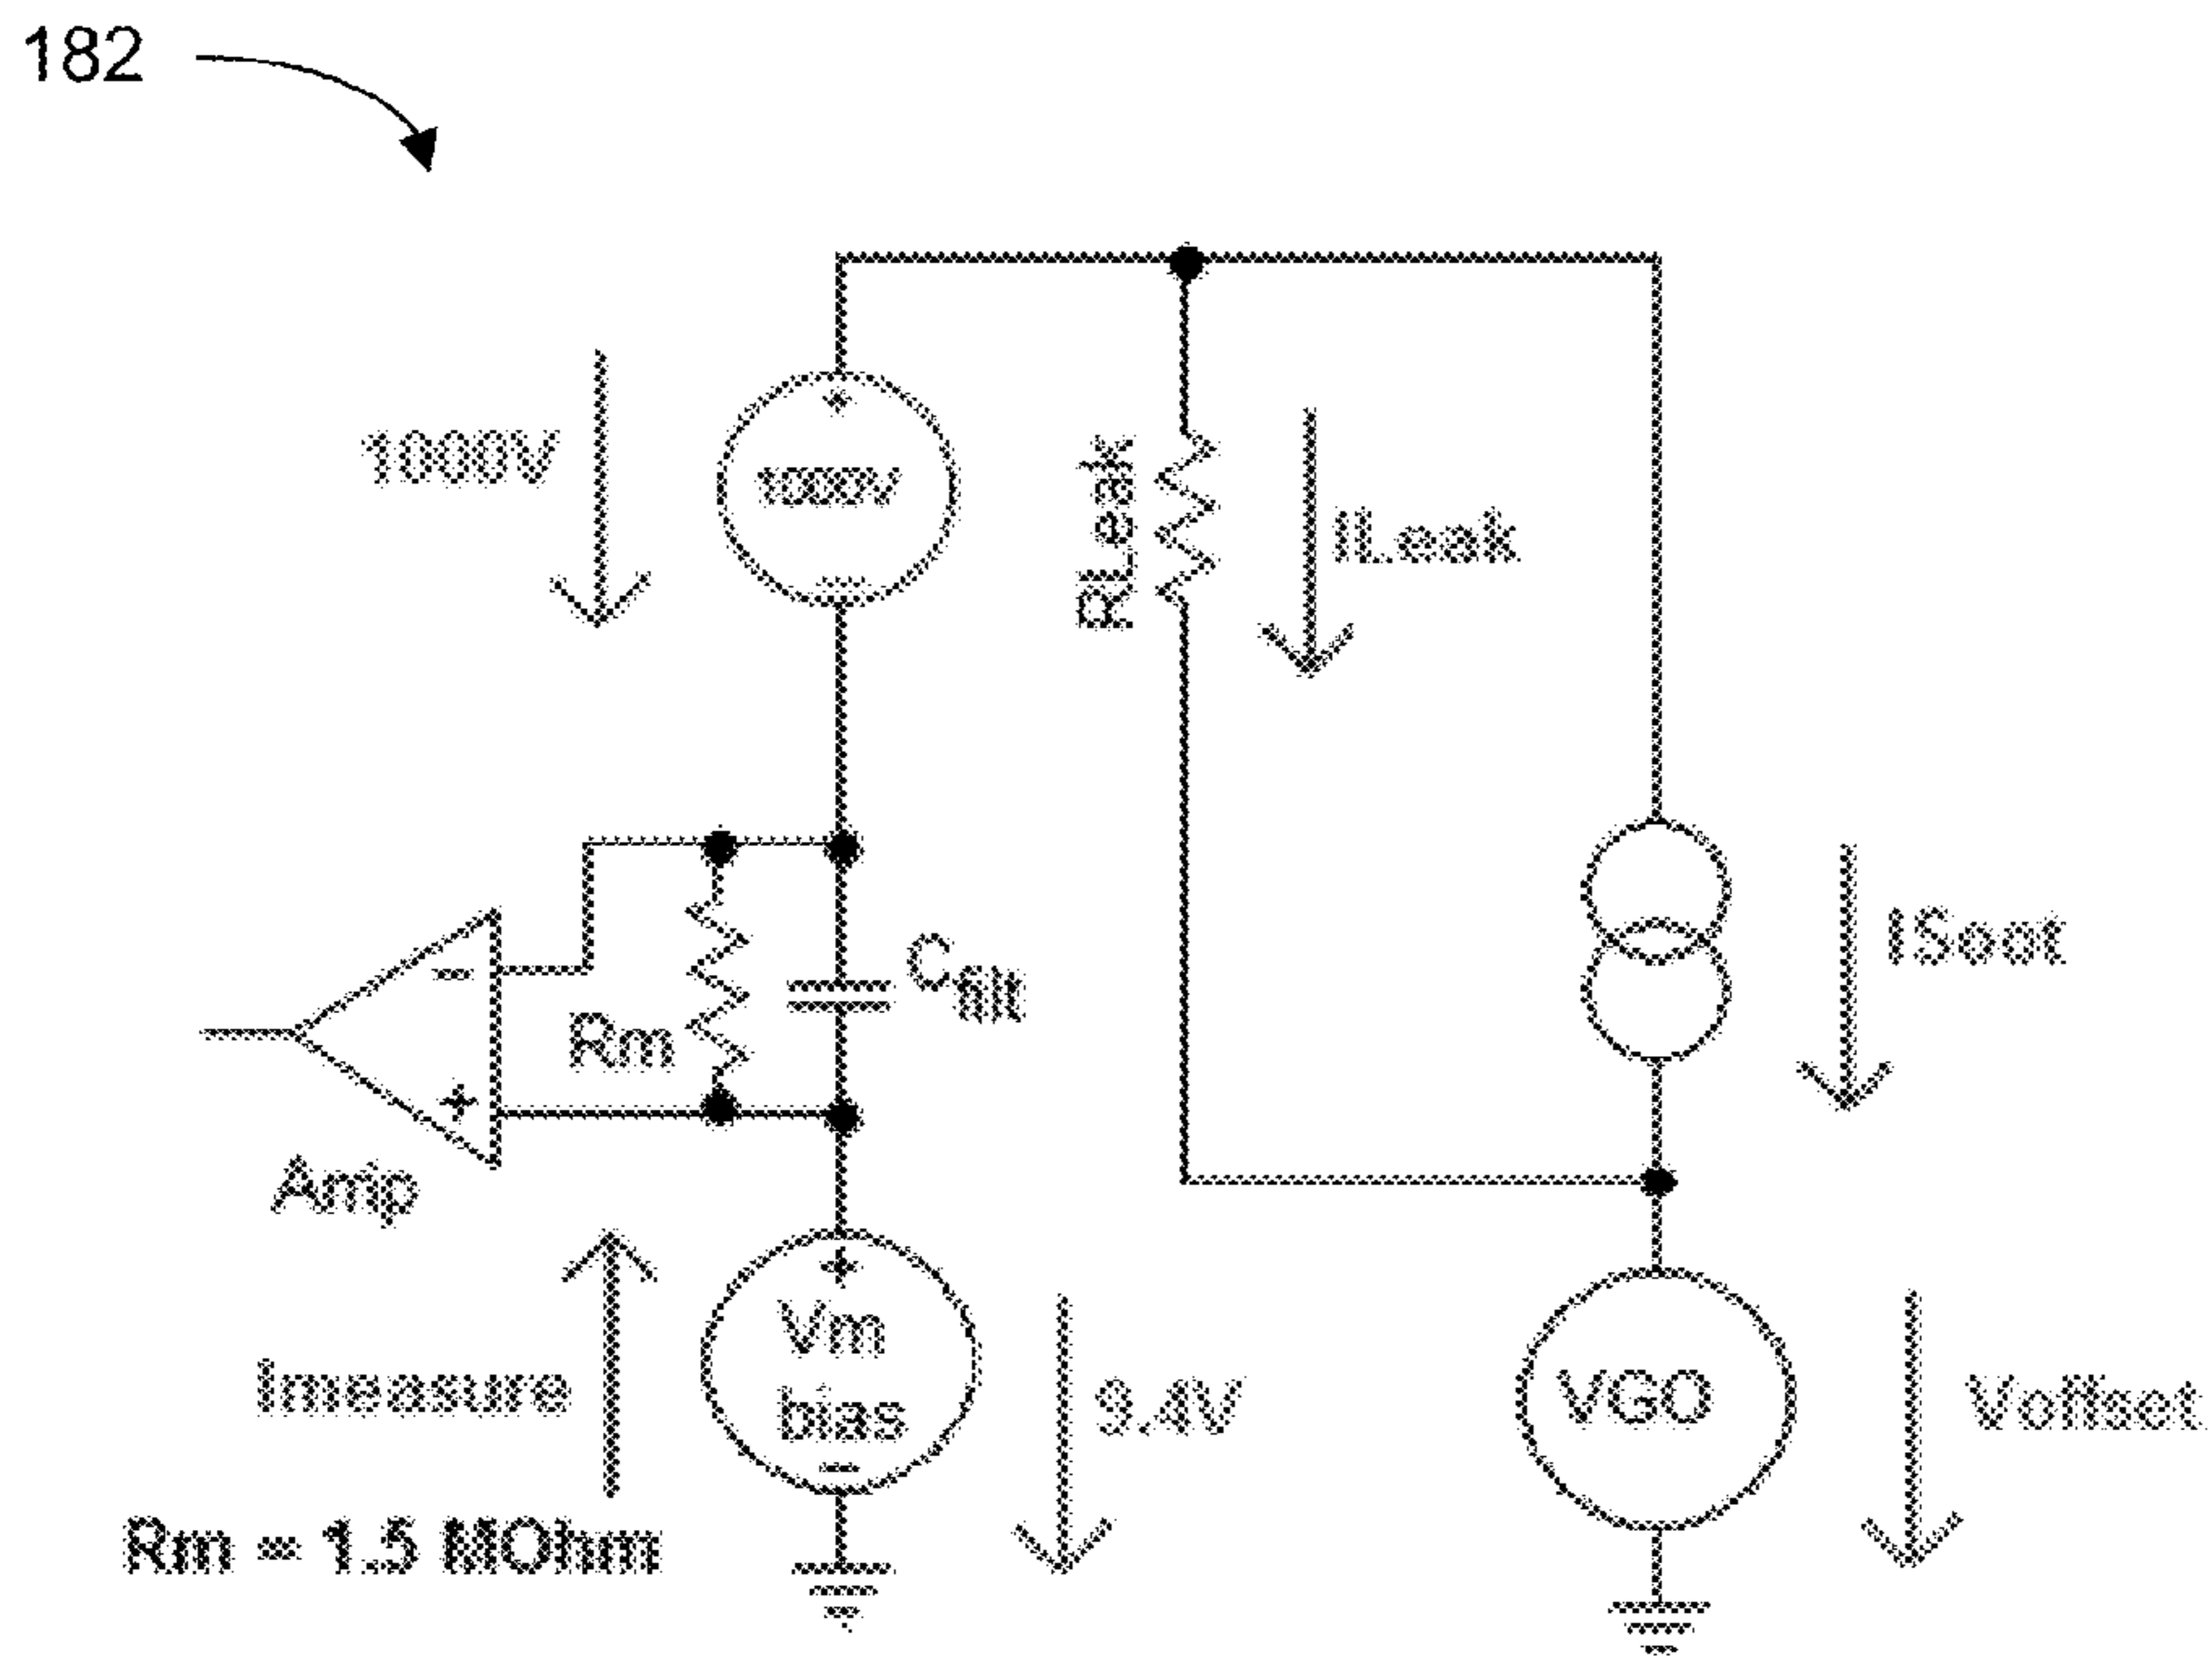 182
1000V
+
1000V
RLeak
ILeak
−
Cfilt
Rm
ISoot
+
Amp
+
Vm
bias
−
Imeasure
9.4V
VGO
Voffset
Rm = 1.5 MOhm